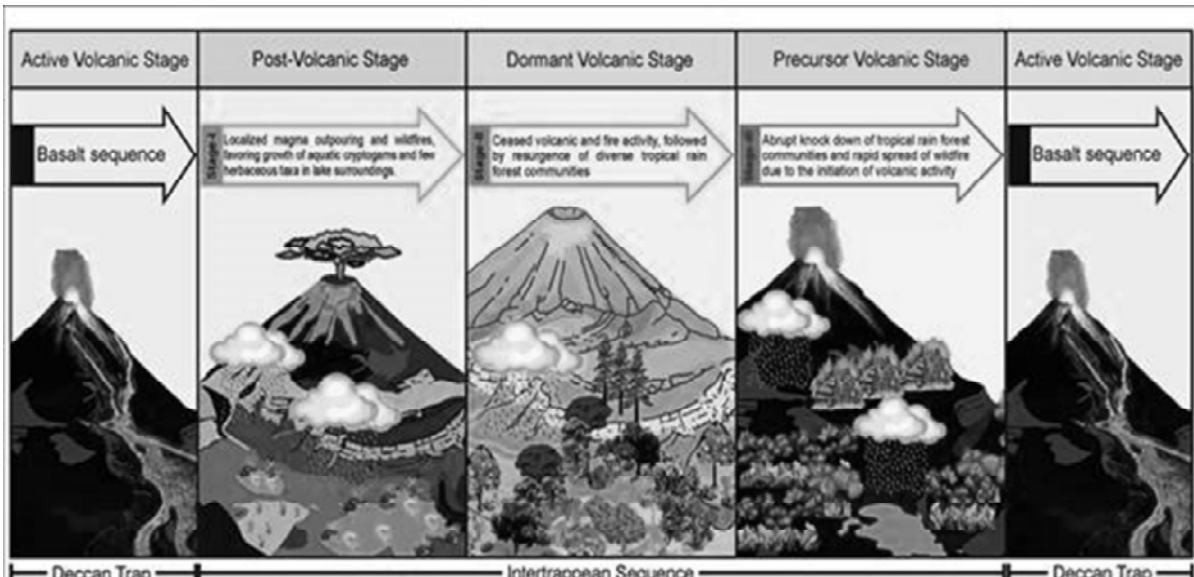 Active Volcanic Stage
Post-Volcanic Stage
Dormant Volcanic Stage
Precursor Volcanic Stage
Active Volcanic Stage
Basalt sequence
Stage-I
Localized magma outpouring and wildfires,
favoring growth of aquatic cryptogams and few
herbaceous taxa in lake surroundings.
Stage-II
Ceased volcanic and fire activity, followed
by resurgence of diverse tropical rain
forest communities
Abrupt knock down of tropical rain forest
communities and rapid spread of wildfire
due to the initiation of volcanic activity
Basalt sequence
Deccan Trap
Intertrappean Sequence
Deccan Trap